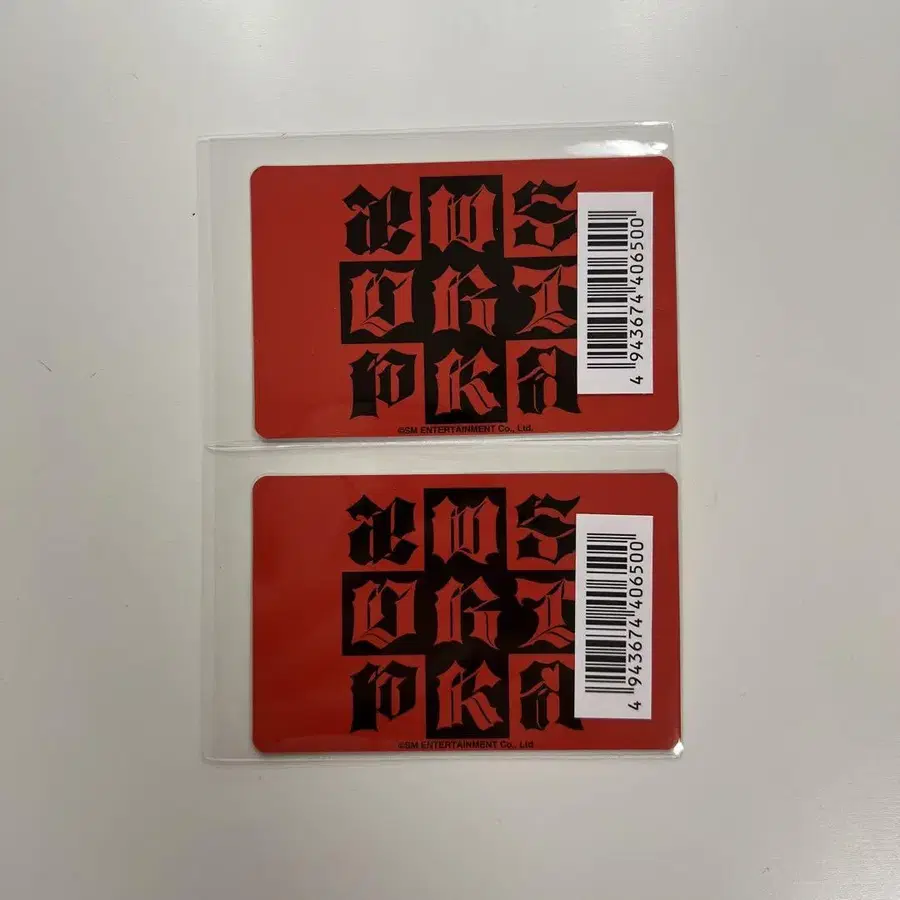 æ W S
O R
P K A
©SM ENTERTAINMENT Co., Ltd.
4 943674 406500
æ W S
O R
P K A
©SM ENTERTAINMENT Co., Ltd
4 943674 406500